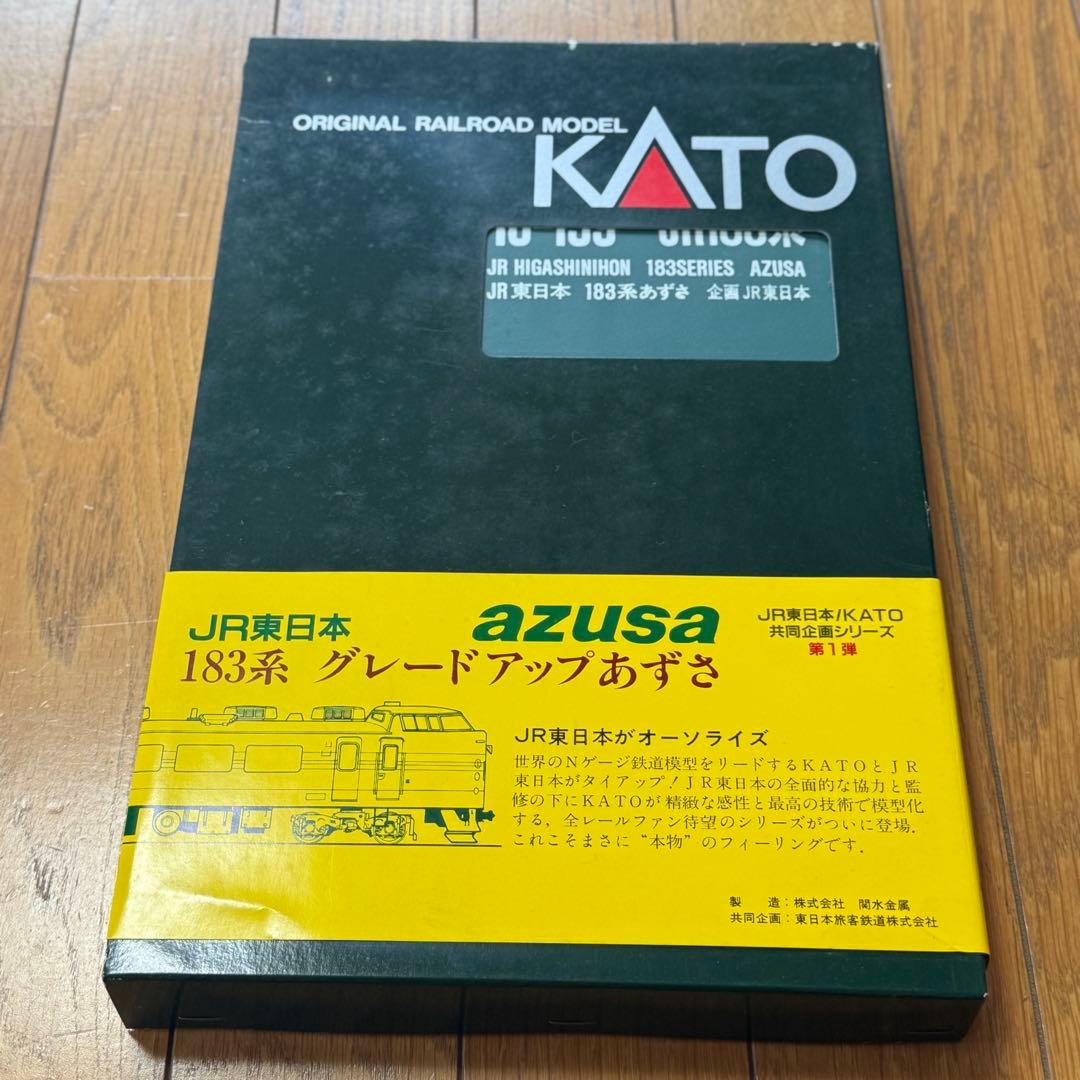 ORIGINAL RAILROAD MODEL
KATO
JR HIGASHINIHON 183SERIES AZUSA
JR東日本 183系あずさ 企画JR東日本
JR東日本
azusa
183系 グレードアップあずさ
JR東日本/KATO
共同企画シリーズ
第1弾
JR東日本がオーソライズ
世界のNゲージ鉄道模型をリードするKATOとJR
東日本がタイアップ!JR東日本の全面的な協力と監
修の下にKATOが精緻な感性と最高の技術で模型化
する,全レールファン待望のシリーズがついに登場.
これこそまさに"本物"のフィーリングです.
製 造:株式会社 関水金属
共同企画:東日本旅客鉄道株式会社